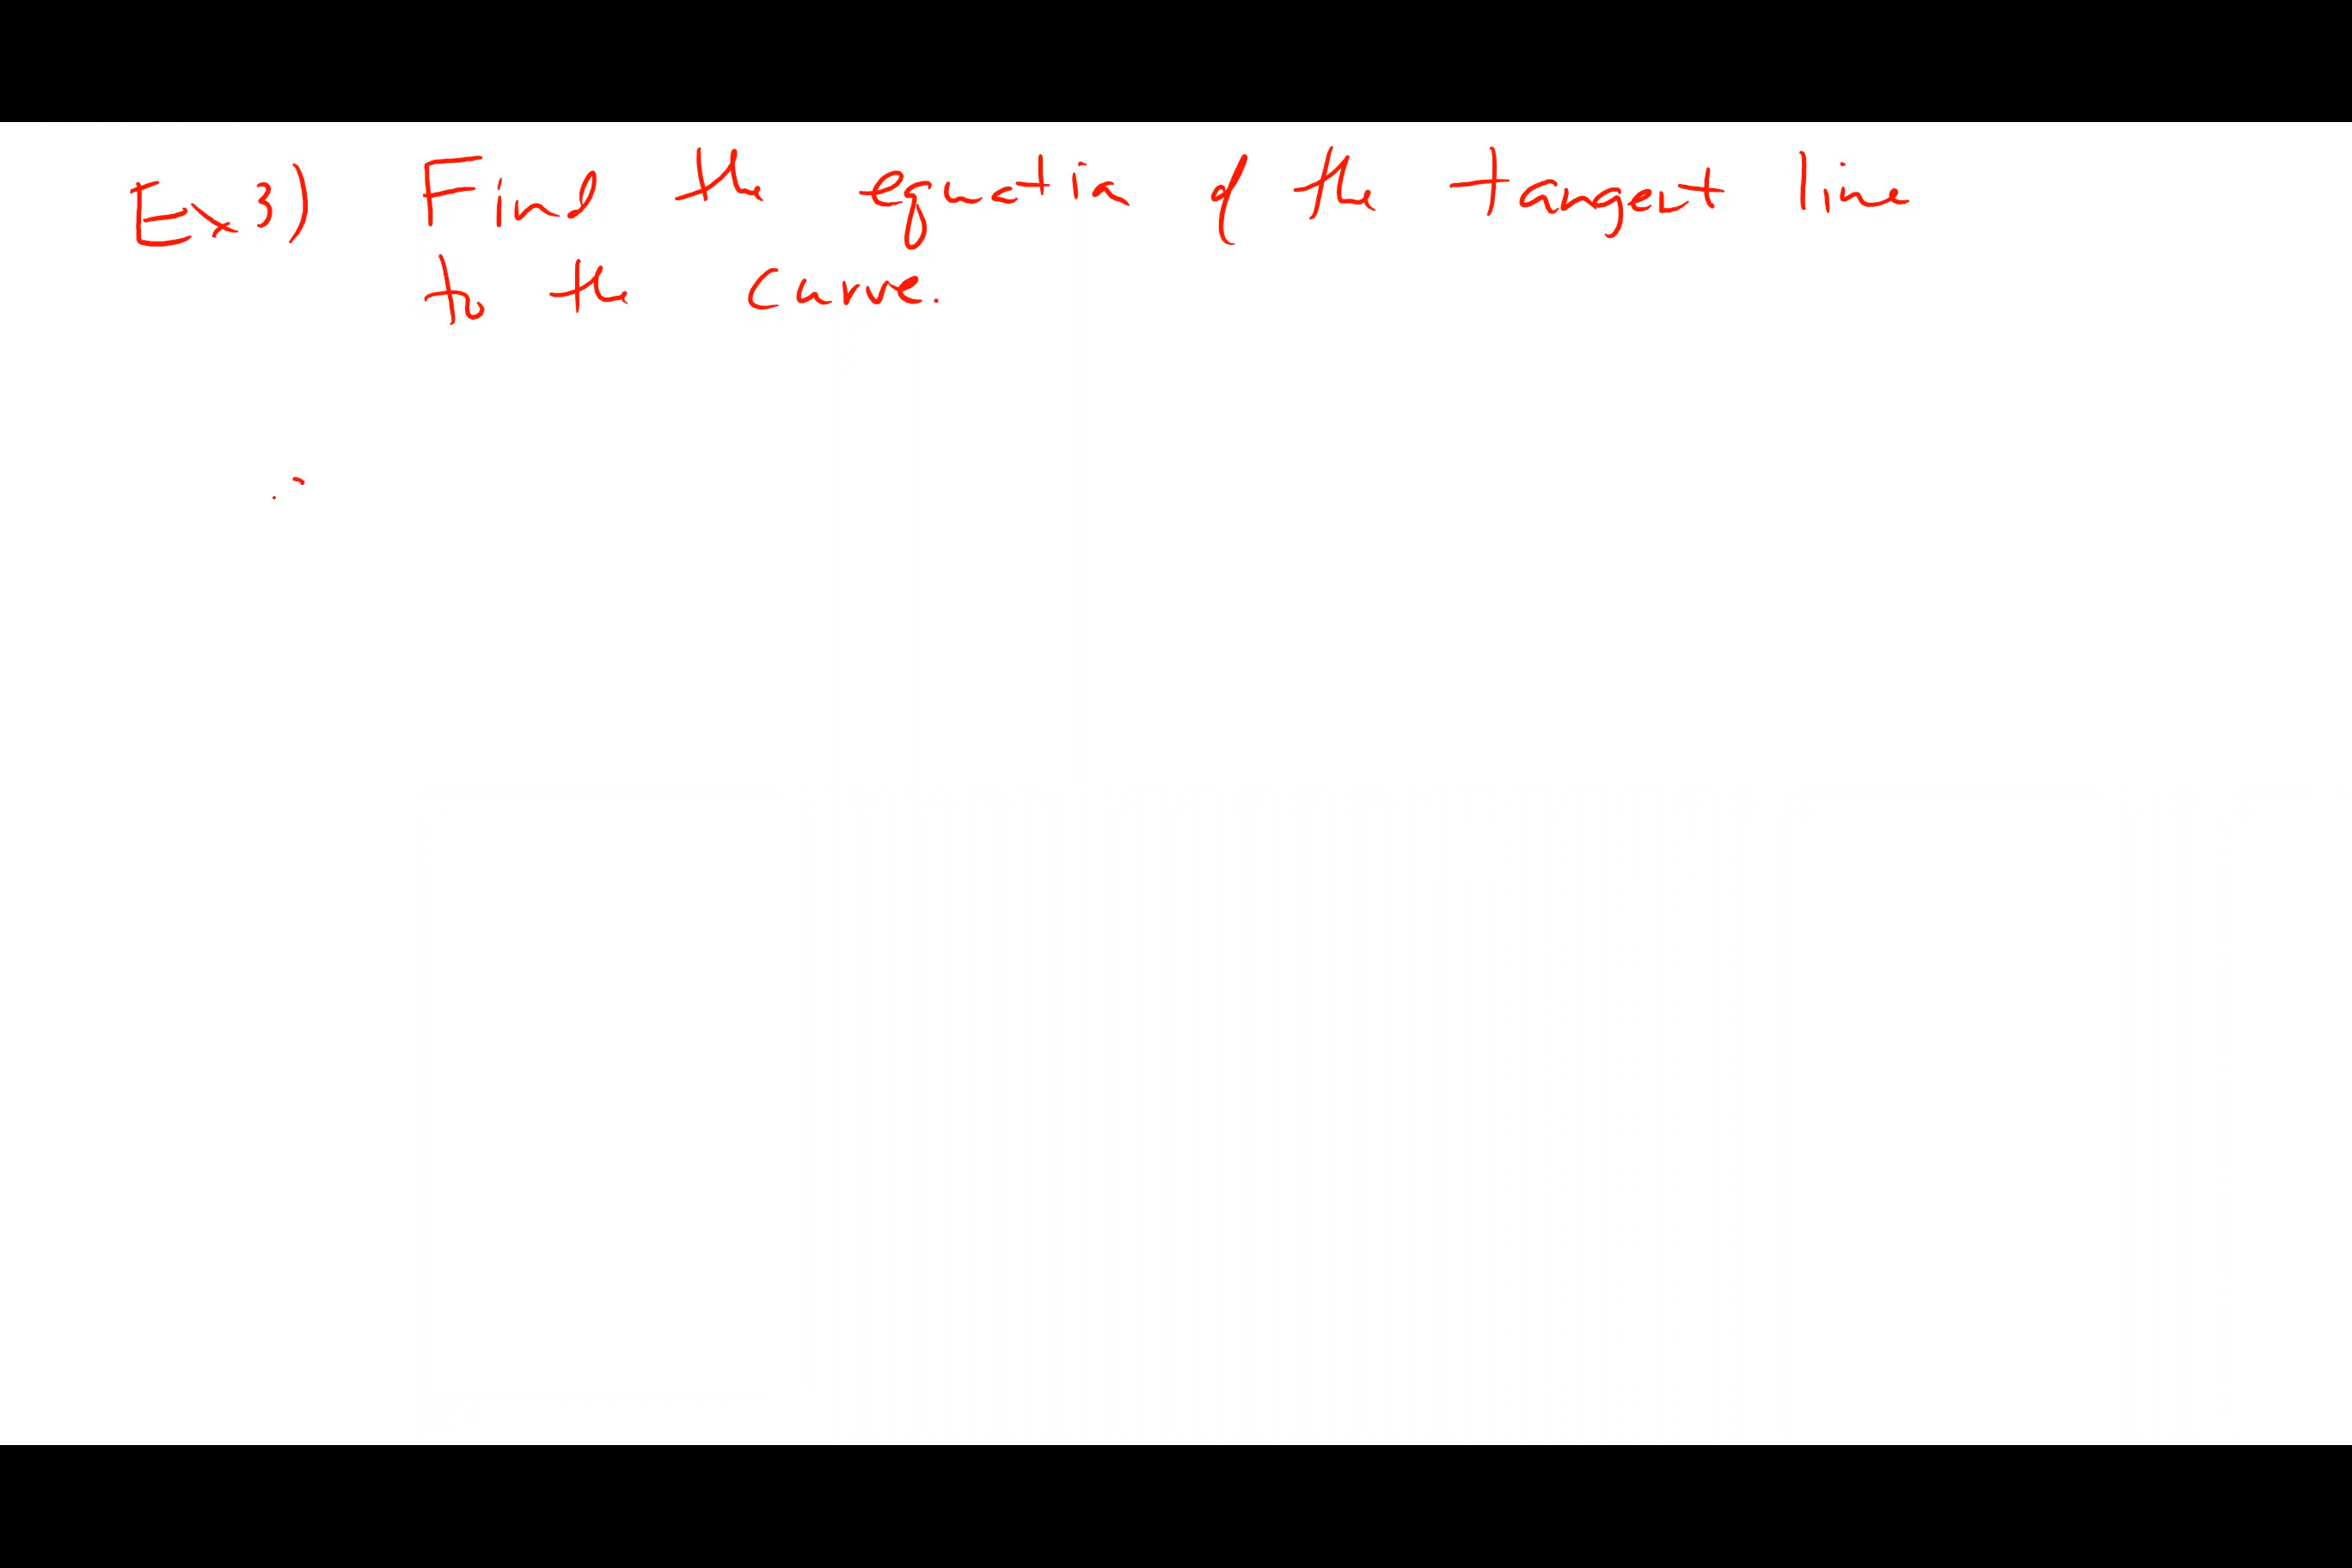 Ex 3) Find the equation of the tangent line
to the curve.